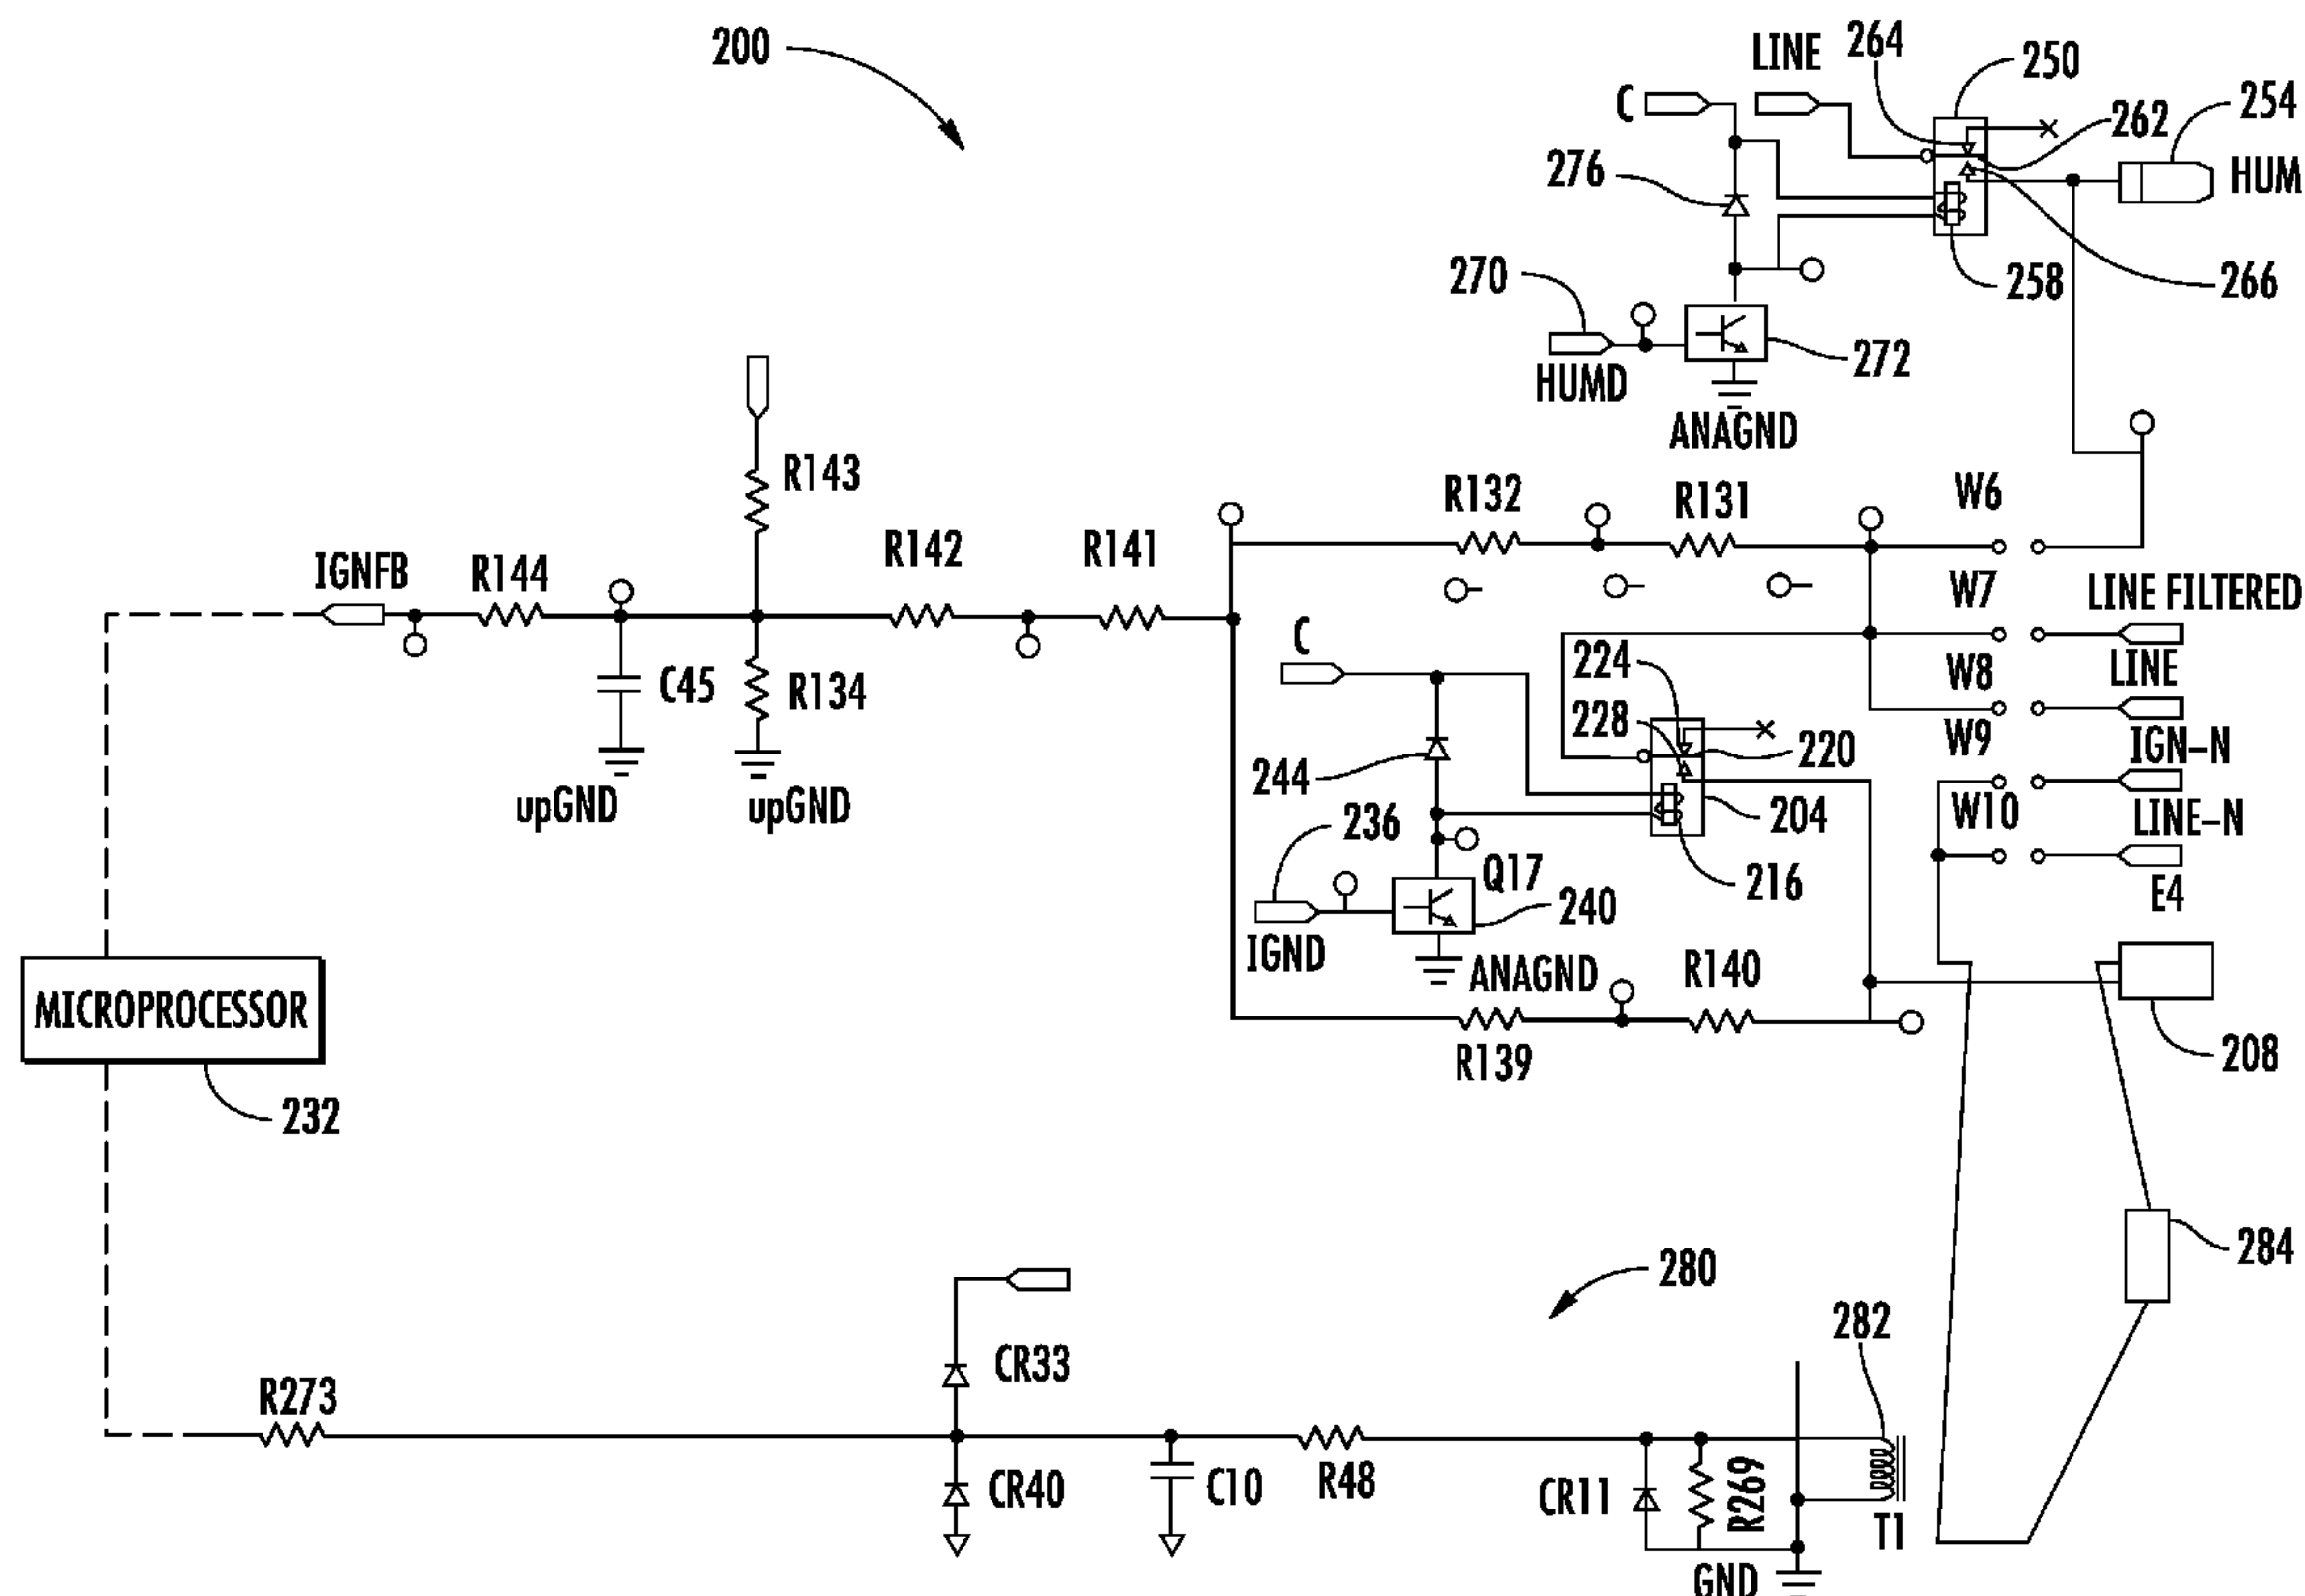 200
LINE
264
250
254
C
262
276
HUM
270
258
266
272
HUMD
ANAGND
R143
R132
R131
W6
IGNFB
R144
R142
R141
W7
LINE FILTERED
C
224
W8
LINE
C45
R134
228
W9
244
220
IGN-N
upGND
upGND
236
204
W10
LINE-N
Q17
216
240
E4
IGND
ANAGND
R140
MICROPROCESSOR
208
R139
232
280
284
282
CR33
R273
CR40
C10
R48
CR11
R269
T1
GND